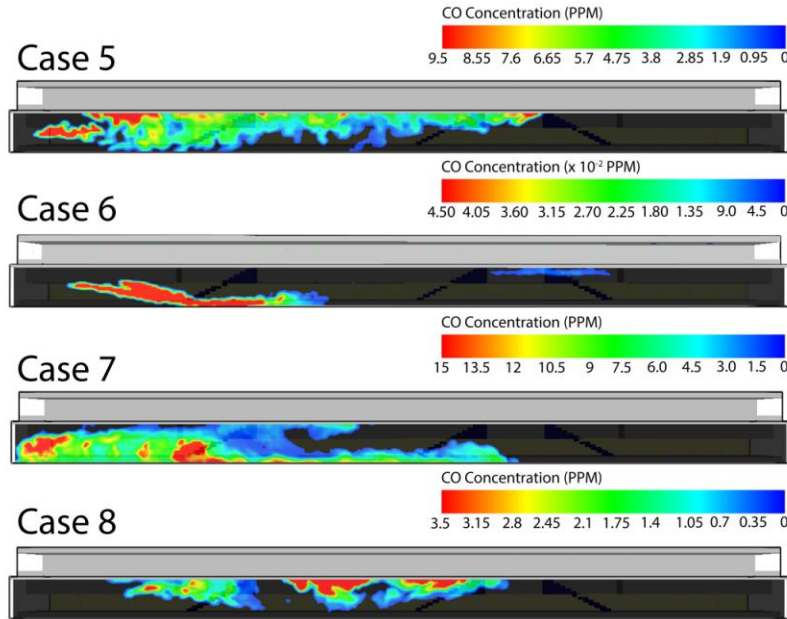 CO Concentration (PPM)
9.5 8.55 7.6 6.65 5.7 4.75 3.8 2.85 1.9 0.95 0
Case 5
CO Concentration (x 10⁻² PPM)
4.50 4.05 3.60 3.15 2.70 2.25 1.80 1.35 9.0 4.5 0
Case 6
CO Concentration (PPM)
15 13.5 12 10.5 9 7.5 6.0 4.5 3.0 1.5 0
Case 7
CO Concentration (PPM)
3.5 3.15 2.8 2.45 2.1 1.75 1.4 1.05 0.7 0.35 0
Case 8